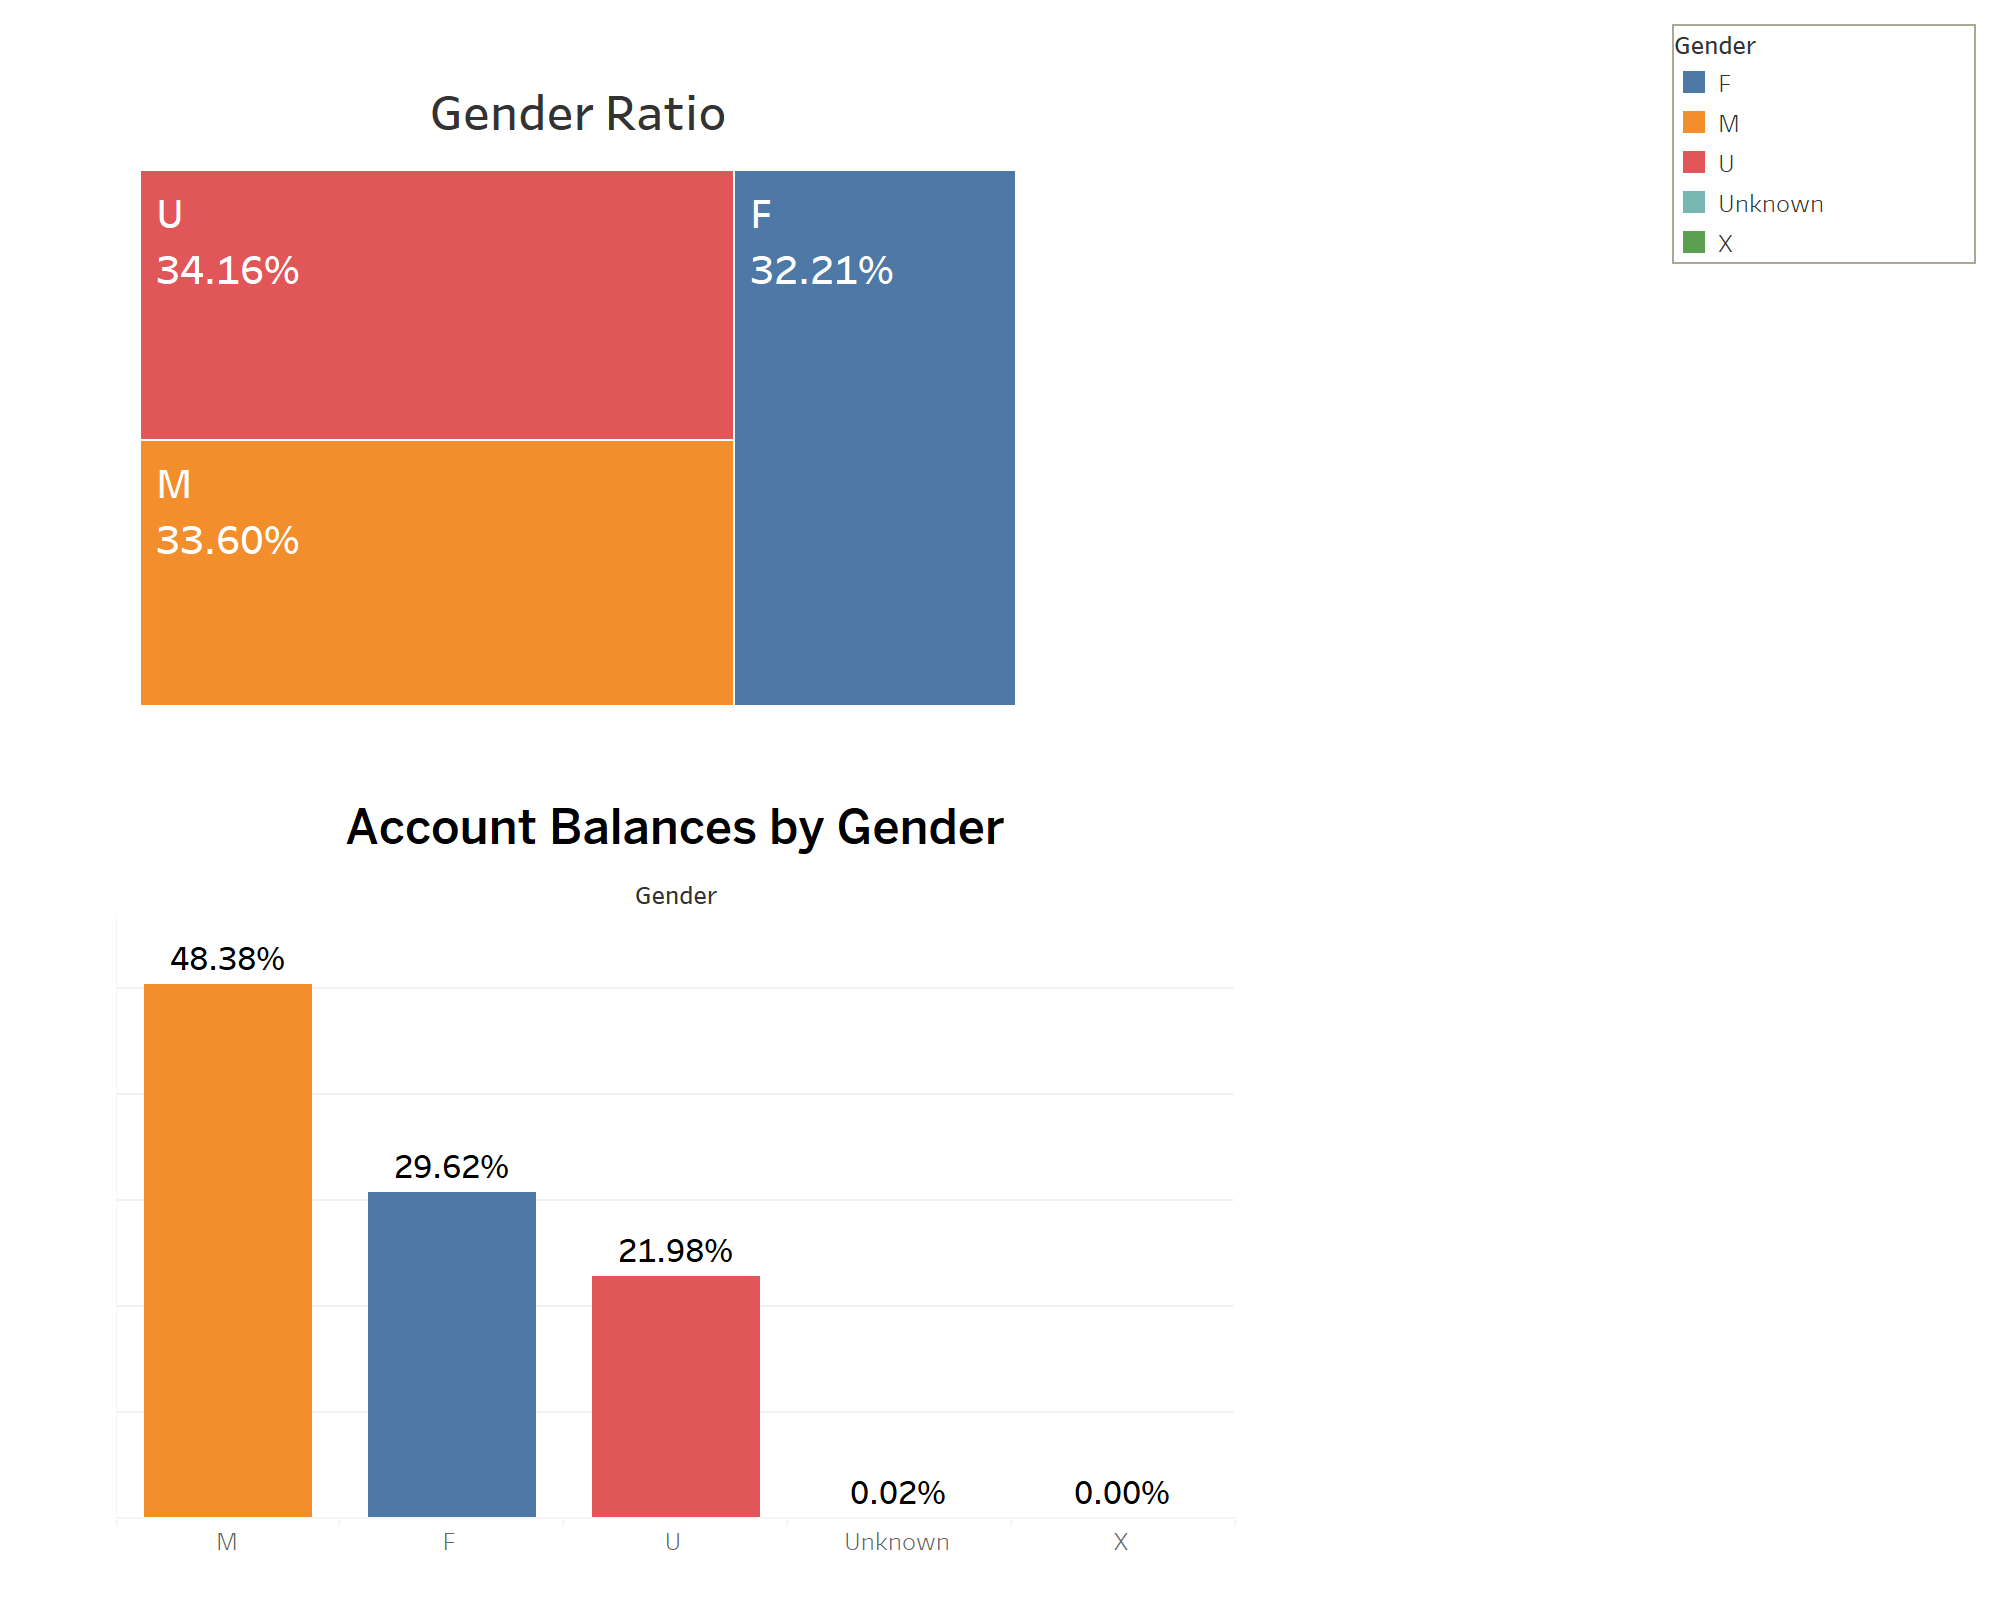 Gender Ratio
U
34.16%
F
32.21%
M
33.60%
Gender
F
M
U
Unknown
X
Account Balances by Gender
Gender
48.38%
29.62%
21.98%
0.02%
0.00%
M
F
U
Unknown
X